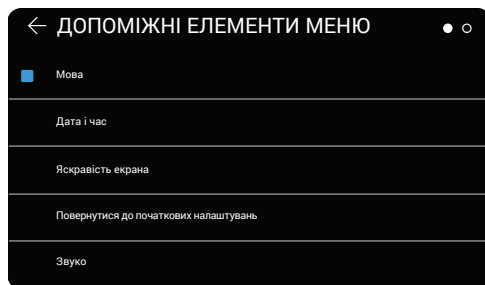 ДОПОМІЖНІ ЕЛЕМЕНТИ МЕНЮ
Мова
Дата і час
Яскравість екрана
Повернутися до початкових налаштувань
Звуко